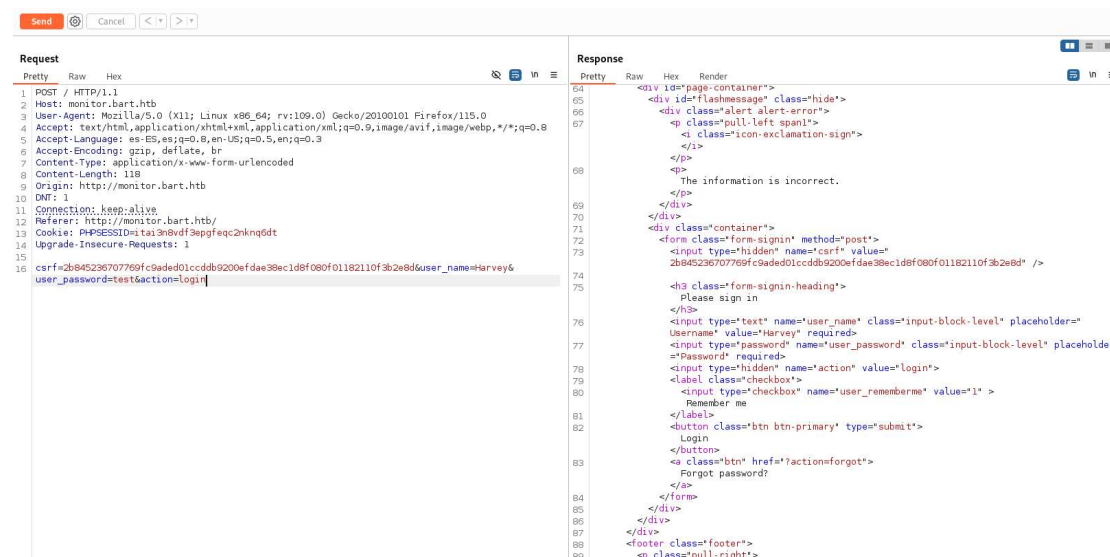 Send
Cancel
Request
Pretty Raw Hex
\n
1 POST / HTTP/1.1
2 Host: monitor.bart.htb
3 User-Agent: Mozilla/5.0 (X11; Linux x86_64; rv:109.0) Gecko/20100101 Firefox/115.0
4 Accept: text/html,application/xhtml+xml,application/xml;q=0.9,image/avif,image/webp,*/*;q=0.8
5 Accept-Language: es-ES,es;q=0.8,en-US;q=0.5,en;q=0.3
6 Accept-Encoding: gzip, deflate, br
7 Content-Type: application/x-www-form-urlencoded
8 Content-Length: 118
9 Origin: http://monitor.bart.htb
10 DNT: 1
11 Connection: keep-alive
12 Referer: http://monitor.bart.htb/
13 Cookie: PHPSESSID=itai3n8vdf3epgfeqc2nknq6dt
14 Upgrade-Insecure-Requests: 1
15
16 csrf=2b845236707769fc9aded01ccddb9200efdae38ec1d8f080f01182110f3b2e8d&user_name=Harvey&
user_password=test&action=login
Response
Pretty Raw Hex Render
\n
64 <div id="page-container">
65 <div id="flashmessage" class="hide">
66 <div class="alert alert-error">
67 <p class="pull-left span1">
<i class="icon-exclamation-sign">
</i>
</p>
68 <p>
The information is incorrect.
</p>
69 </div>
70 </div>
71 <div class="container">
72 <form class="form-signin" method="post">
73 <input type="hidden" name="csrf" value="
2b845236707769fc9aded01ccddb9200efdae38ec1d8f080f01182110f3b2e8d" />
74
75 <h3 class="form-signin-heading">
Please sign in
</h3>
76 <input type="text" name="user_name" class="input-block-level" placeholder="
Username" value="Harvey" required>
77 <input type="password" name="user_password" class="input-block-level" placeholde
="Password" required>
78 <input type="hidden" name="action" value="login">
79 <label class="checkbox">
80 <input type="checkbox" name="user_rememberme" value="1" >
Remember me
81 </label>
82 <button class="btn btn-primary" type="submit">
Login
</button>
83 <a class="btn" href="?action=forgot">
Forgot password?
</a>
84 </form>
85 </div>
86 </div>
87 </div>
88 <footer class="footer">
89 <p class="pull-right">